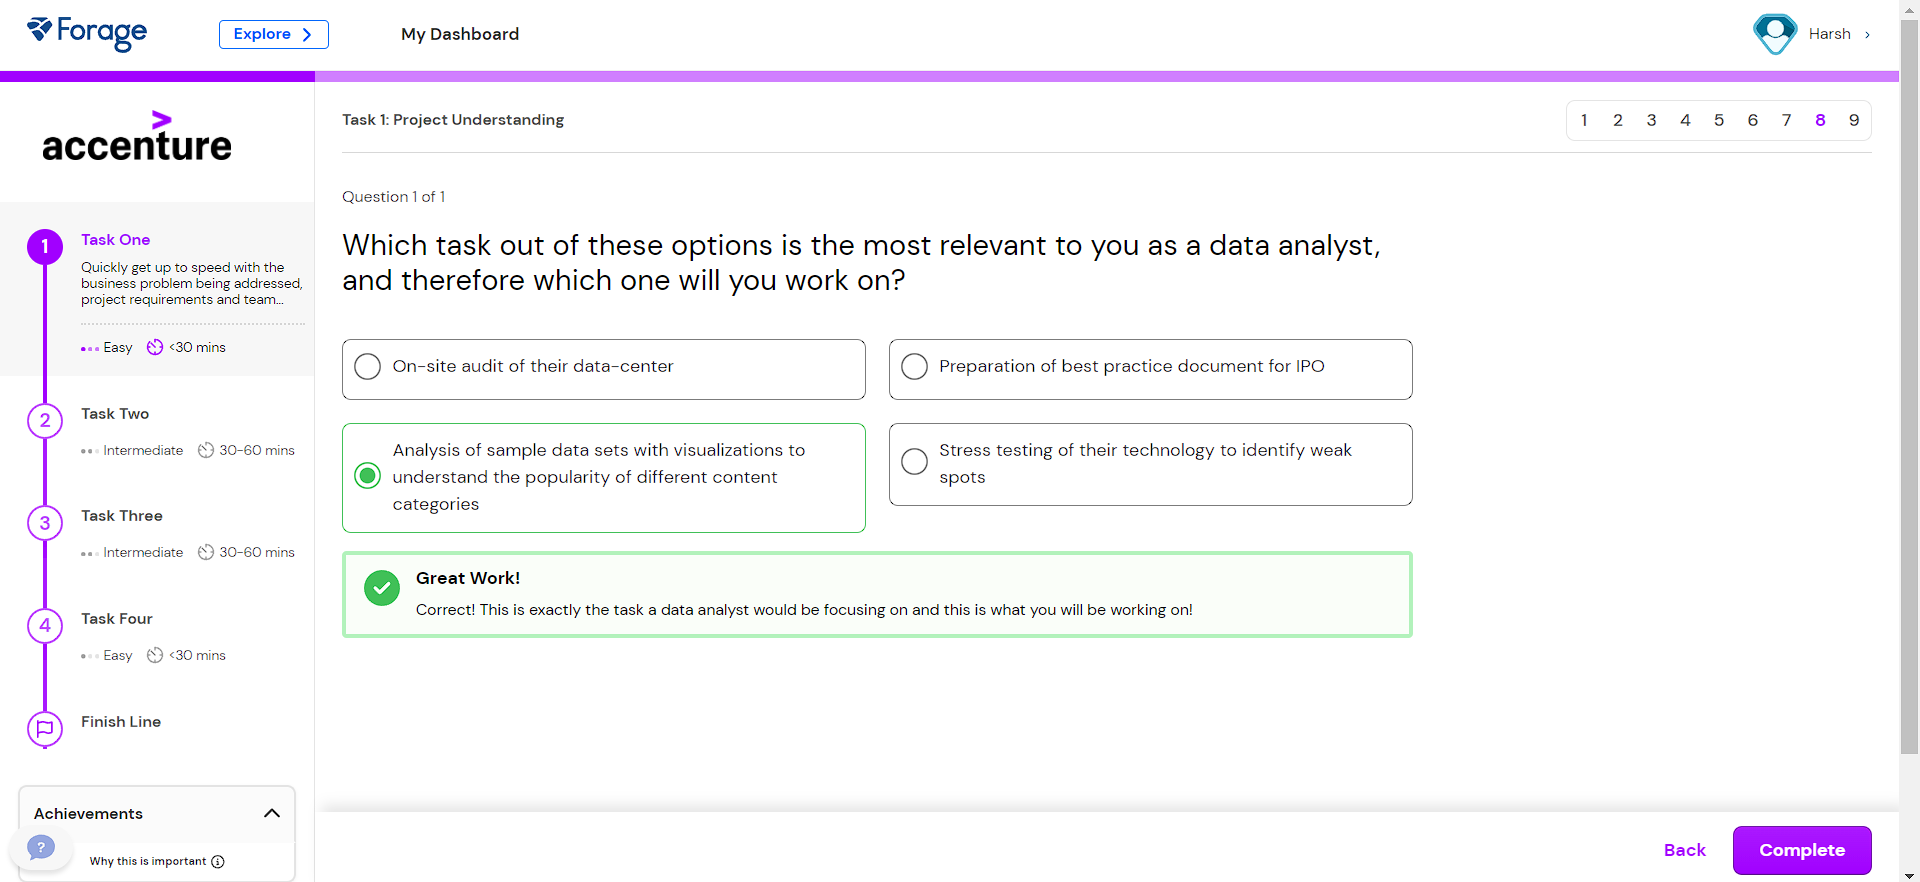 Forage
Explore
My Dashboard
Harsh
accenture
Task 1: Project Understanding
1 2 3 4 5 6 7 8 9
1
Task One
Quickly get up to speed with the
business problem being addressed,
project requirements and team...
Easy <30 mins
2
Task Two
Intermediate 30-60 mins
3
Task Three
Intermediate 30-60 mins
4
Task Four
Easy <30 mins
Finish Line
Achievements
?
Why this is important
Question 1 of 1
Which task out of these options is the most relevant to you as a data analyst,
and therefore which one will you work on?
On-site audit of their data-center
Preparation of best practice document for IPO
Analysis of sample data sets with visualizations to
understand the popularity of different content
categories
Stress testing of their technology to identify weak
spots
Great Work!
Correct! This is exactly the task a data analyst would be focusing on and this is what you will be working on!
Back
Complete